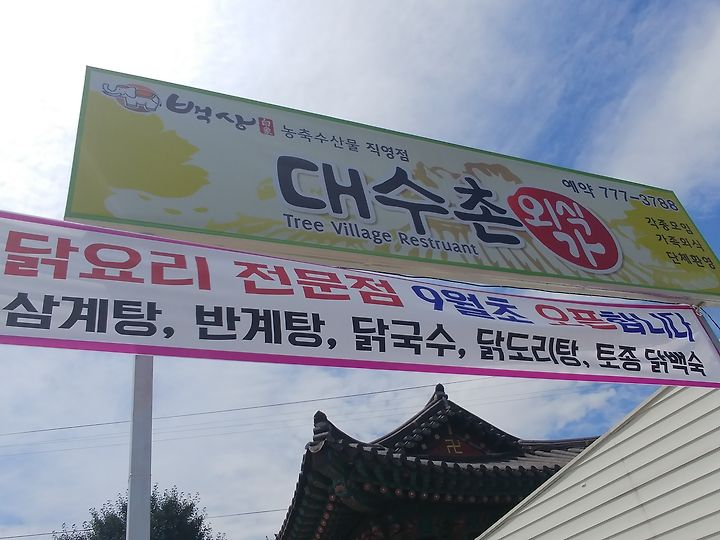 백상 농축수산물 직영점
대수촌 외식가
Tree Village Restruant
예약 777-3788
각종모임
가족외식
단체환영
닭요리 전문점 9월초 오픈합니다
삼계탕, 반계탕, 닭국수, 닭도리탕, 토종 닭백숙
卍